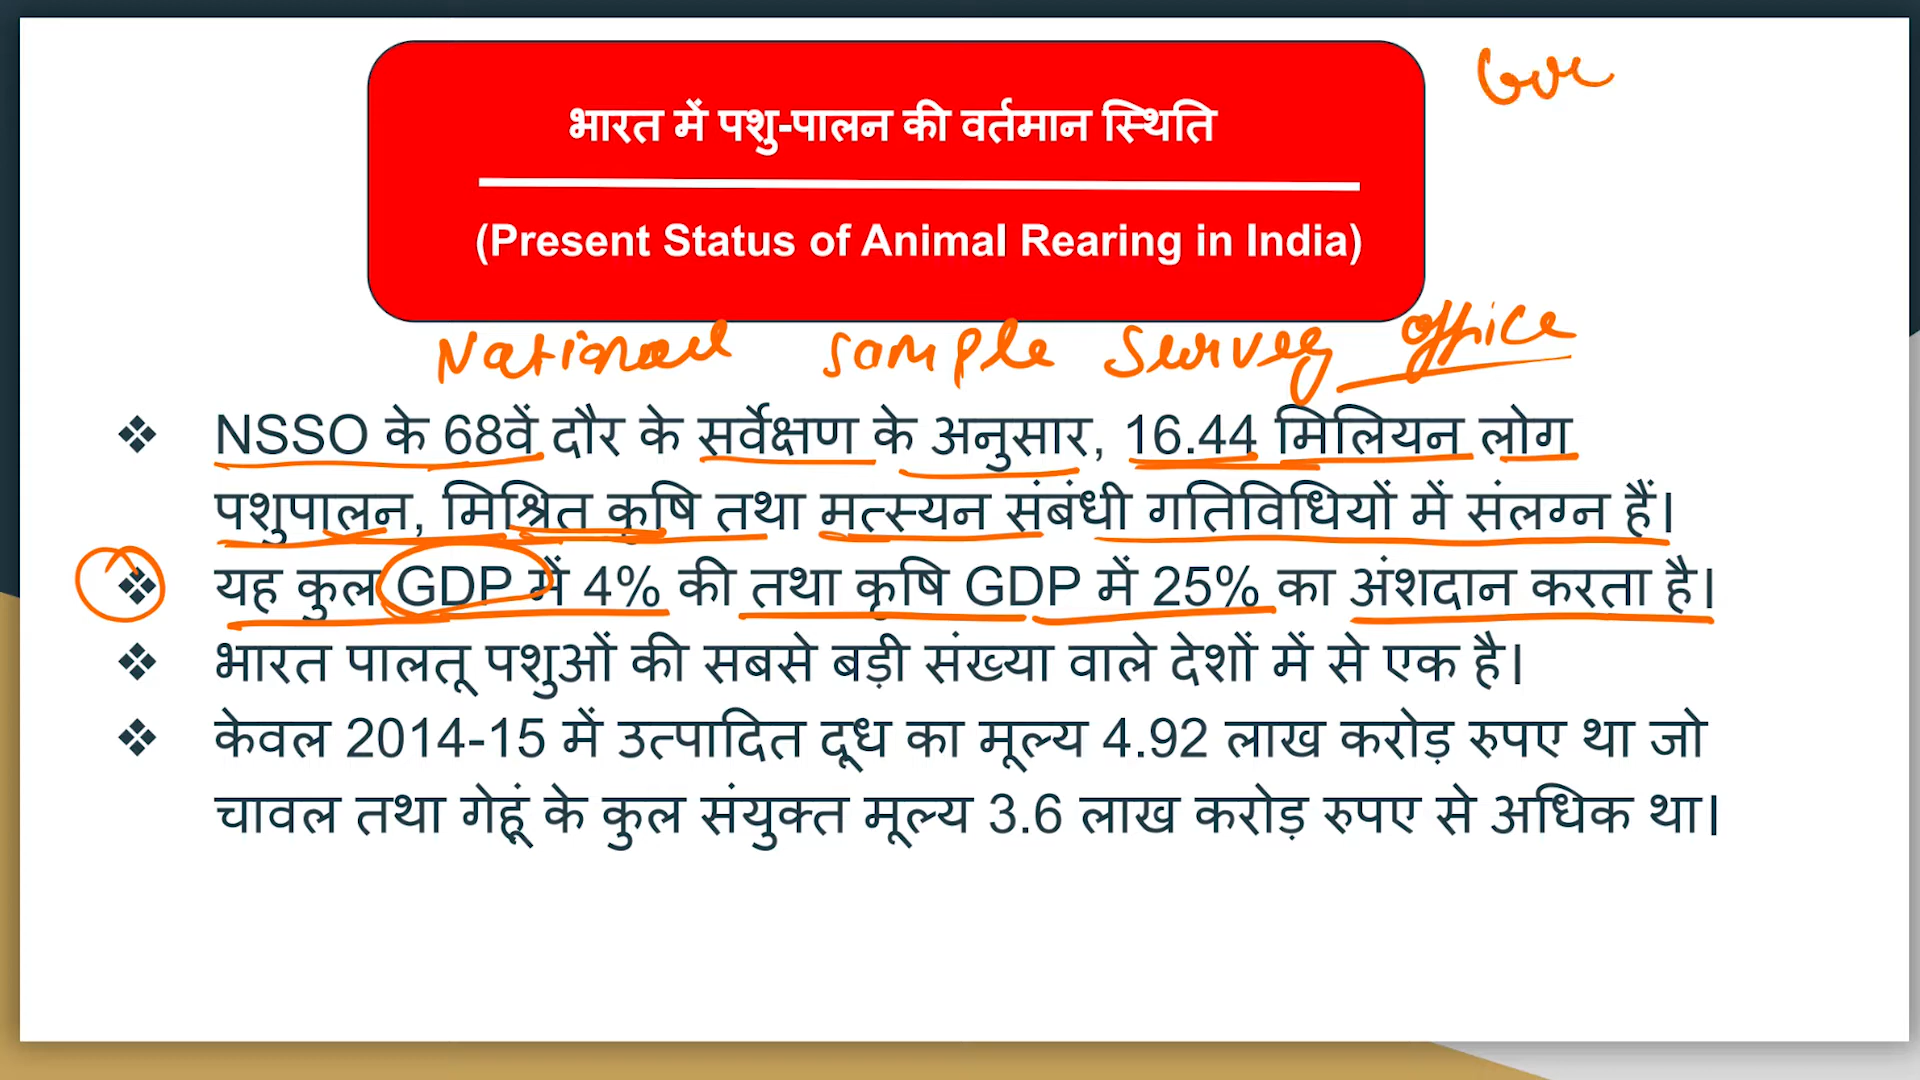 भारत में पशु-पालन की वर्तमान स्थिति
(Present Status of Animal Rearing in India)
National Sample Survey office
❖ NSSO के 68वें दौर के सर्वेक्षण के अनुसार, 16.44 मिलियन लोग
पशुपालन, मिश्रित कृषि तथा मत्स्यन संबंधी गतिविधियों में संलग्न हैं।
❖ यह कुल GDP में 4% की तथा कृषि GDP में 25% का अंशदान करता है।
❖ भारत पालतू पशुओं की सबसे बड़ी संख्या वाले देशों में से एक है।
❖ केवल 2014-15 में उत्पादित दूध का मूल्य 4.92 लाख करोड़ रुपए था जो
चावल तथा गेहूं के कुल संयुक्त मूल्य 3.6 लाख करोड़ रुपए से अधिक था।